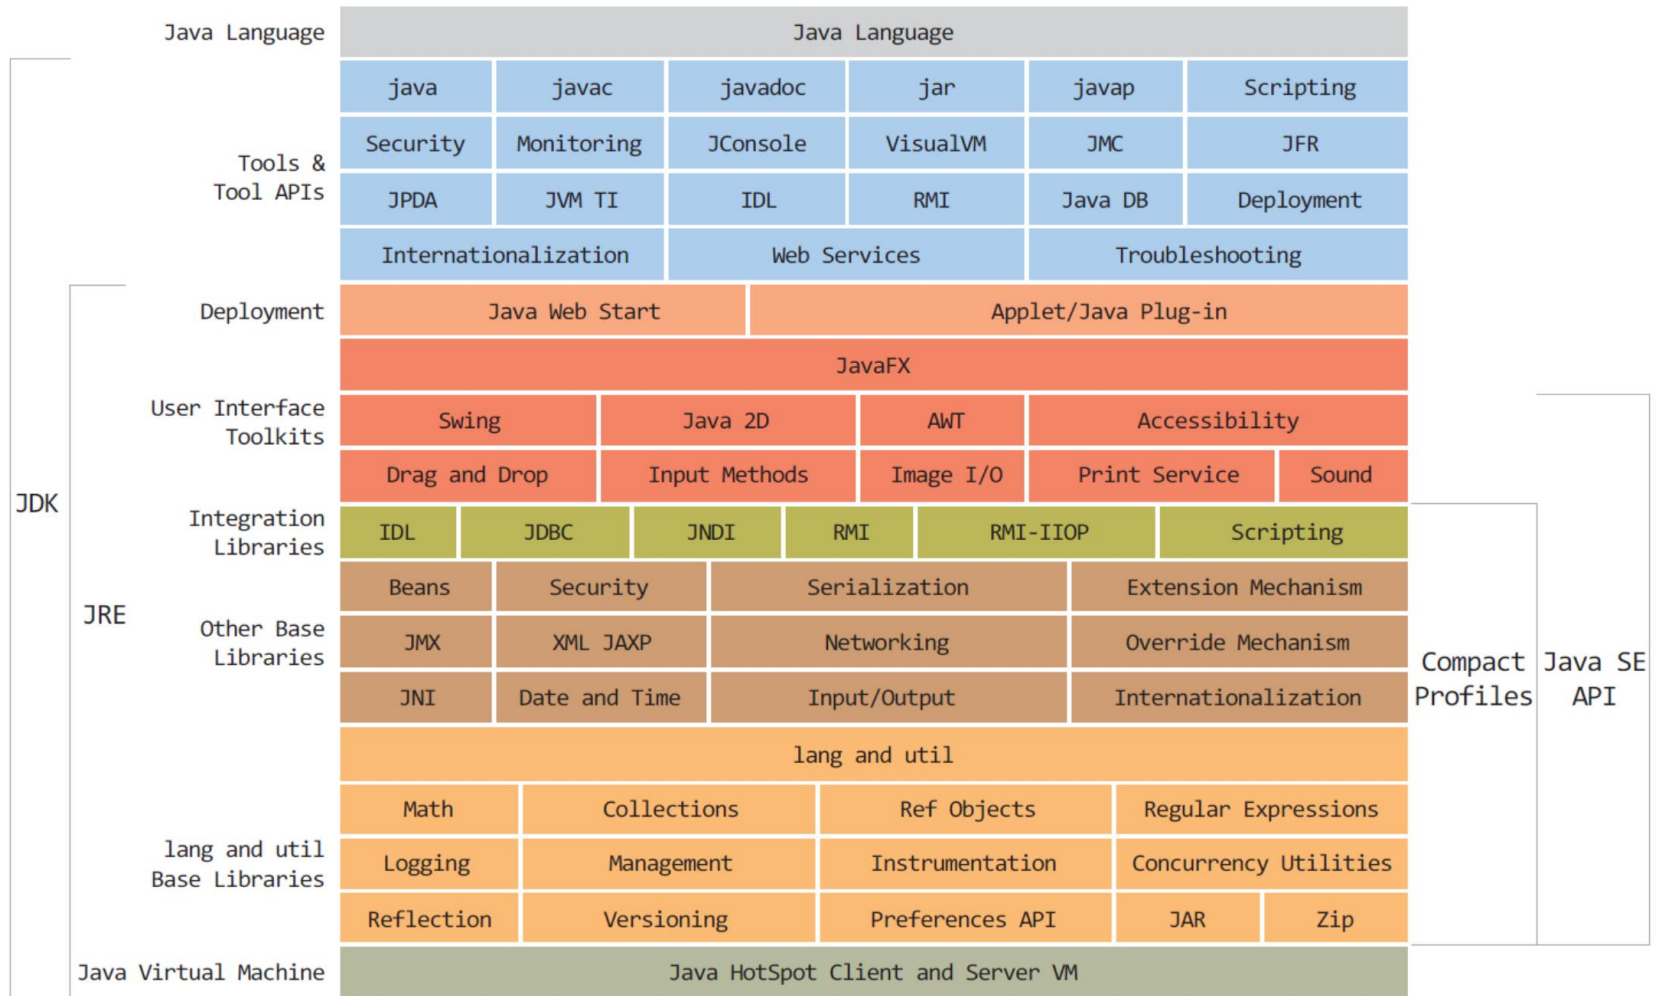 Java Language Java Language
java javac javadoc jar javap Scripting
Security Monitoring JConsole VisualVM JMC JFR
Tools &
Tool APIs
JPDA JVM TI IDL RMI Java DB Deployment
Internationalization Web Services Troubleshooting
Deployment Java Web Start Applet/Java Plug-in
JavaFX
User Interface
Toolkits
Swing Java 2D AWT Accessibility
Drag and Drop Input Methods Image I/O Print Service Sound
JDK
Integration
Libraries
IDL JDBC JNDI RMI RMI-IIOP Scripting
Beans Security Serialization Extension Mechanism
JRE
Other Base
Libraries
JMX XML JAXP Networking Override Mechanism
Compact
Profiles
Java SE
API
JNI Date and Time Input/Output Internationalization
lang and util
Math Collections Ref Objects Regular Expressions
lang and util
Base Libraries
Logging Management Instrumentation Concurrency Utilities
Reflection Versioning Preferences API JAR Zip
Java Virtual Machine Java HotSpot Client and Server VM